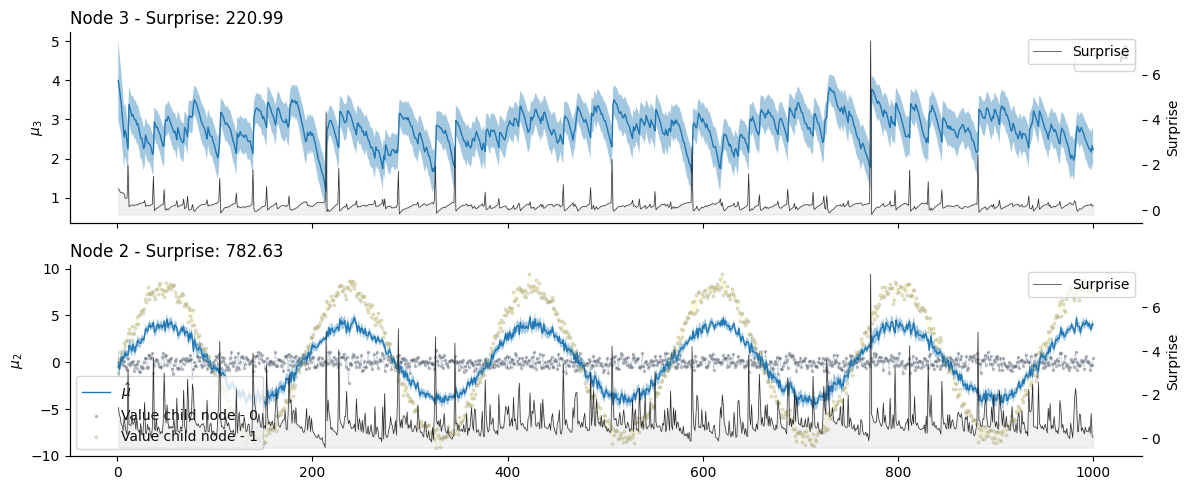 Node 3 - Surprise: 220.99
5
4
3
2
1
μ₃
Surprise
μ̂
6
4
2
0
Surprise
Node 2 - Surprise: 782.63
10
5
0
−5
−10
μ₂
μ̂
Value child node - 0
Value child node - 1
Surprise
6
4
2
0
Surprise
0
200
400
600
800
1000